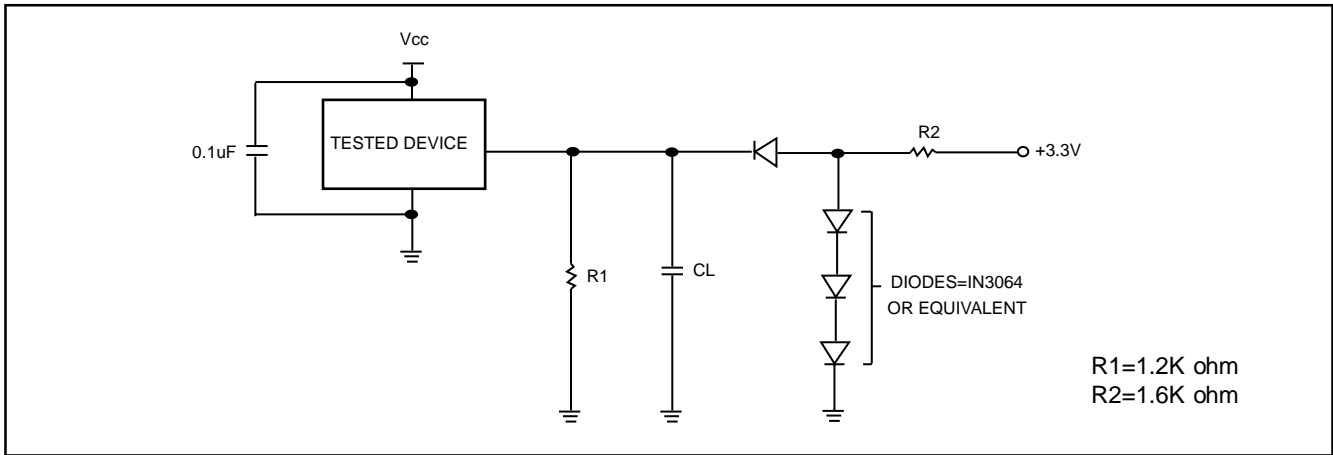 Vcc
0.1uF
TESTED DEVICE
R2
+3.3V
R1
CL
DIODES=IN3064
OR EQUIVALENT
R1=1.2K ohm
R2=1.6K ohm